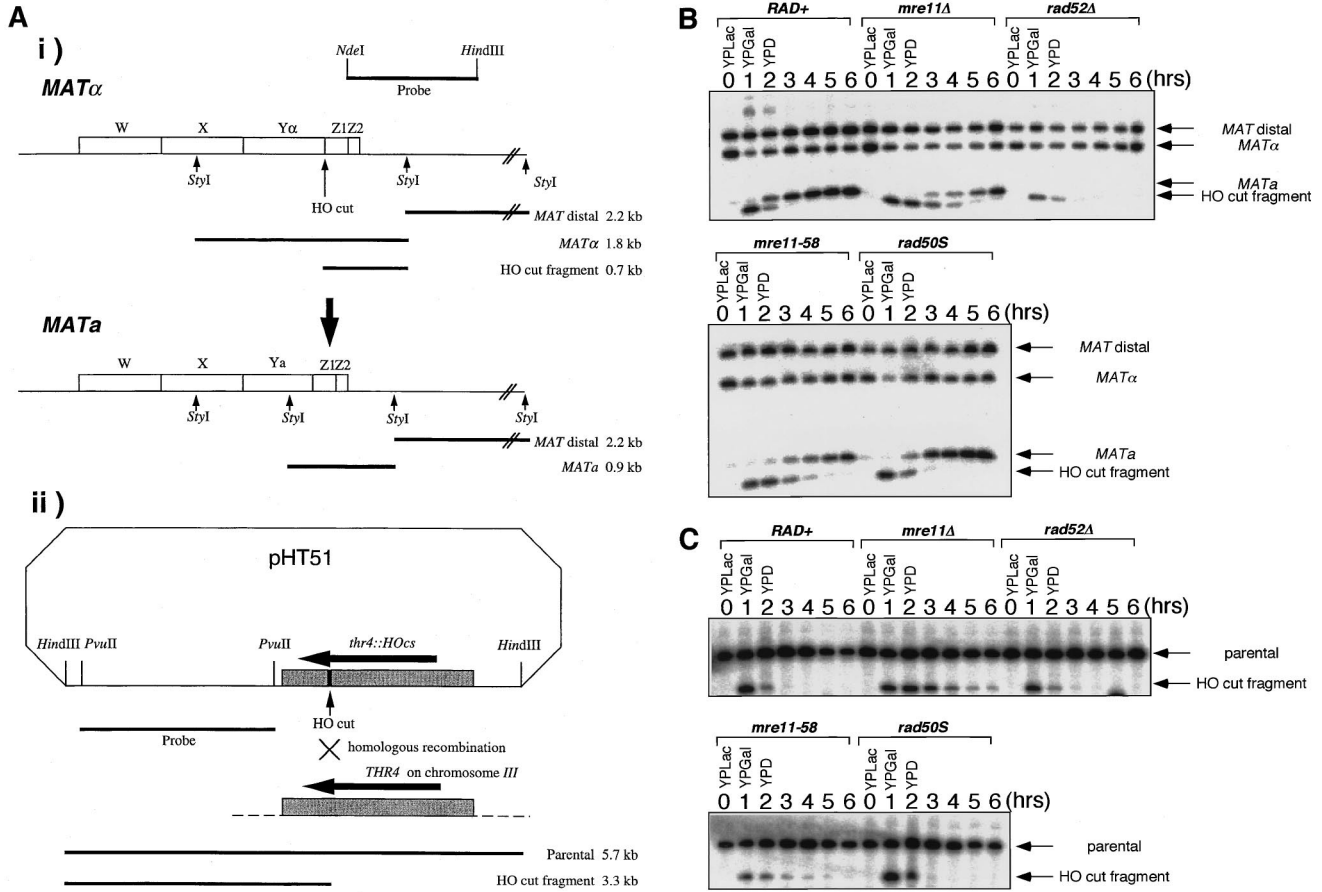 A
i )
NdeI
HindIII
Probe
MATα
W X Yα Z1 Z2
StyI
StyI
StyI
HO cut
MAT distal 2.2 kb
MATα 1.8 kb
HO cut fragment 0.7 kb
MATa
W X Ya Z1Z2
StyI
StyI
StyI
StyI
MAT distal 2.2 kb
MATa 0.9 kb
ii )
pHT51
HindIII
PvuII
PvuII
thr4::HOcs
HindIII
HO cut
Probe
homologous recombination
THR4 on chromosome III
Parental 5.7 kb
HO cut fragment 3.3 kb
B
RAD+ mre11Δ rad52Δ
YPLac YPGal YPD YPLac YPGal YPD YPLac YPGal YPD
0 1 2 3 4 5 6 0 1 2 3 4 5 6 0 1 2 3 4 5 6 (hrs)
MAT distal
MATα
MATa
HO cut fragment
mre11-58 rad50S
YPLac YPGal YPD YPLac YPGal YPD
0 1 2 3 4 5 6 0 1 2 3 4 5 6 (hrs)
MAT distal
MATα
MATa
HO cut fragment
C
RAD+ mre11Δ rad52Δ
YPLac YPGal YPD YPLac YPGal YPD YPLac YPGal YPD
0 1 2 3 4 5 6 0 1 2 3 4 5 6 0 1 2 3 4 5 6 (hrs)
parental
HO cut fragment
mre11-58 rad50S
YPLac YPGal YPD YPLac YPGal YPD
0 1 2 3 4 5 6 0 1 2 3 4 5 6 (hrs)
parental
HO cut fragment